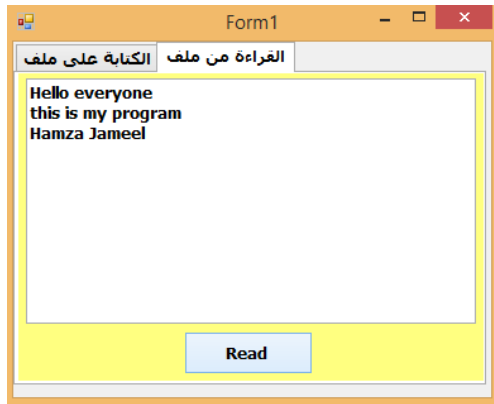 Form1
الكتابة على ملف
القراءة من ملف
Hello everyone
this is my program
Hamza Jameel
Read